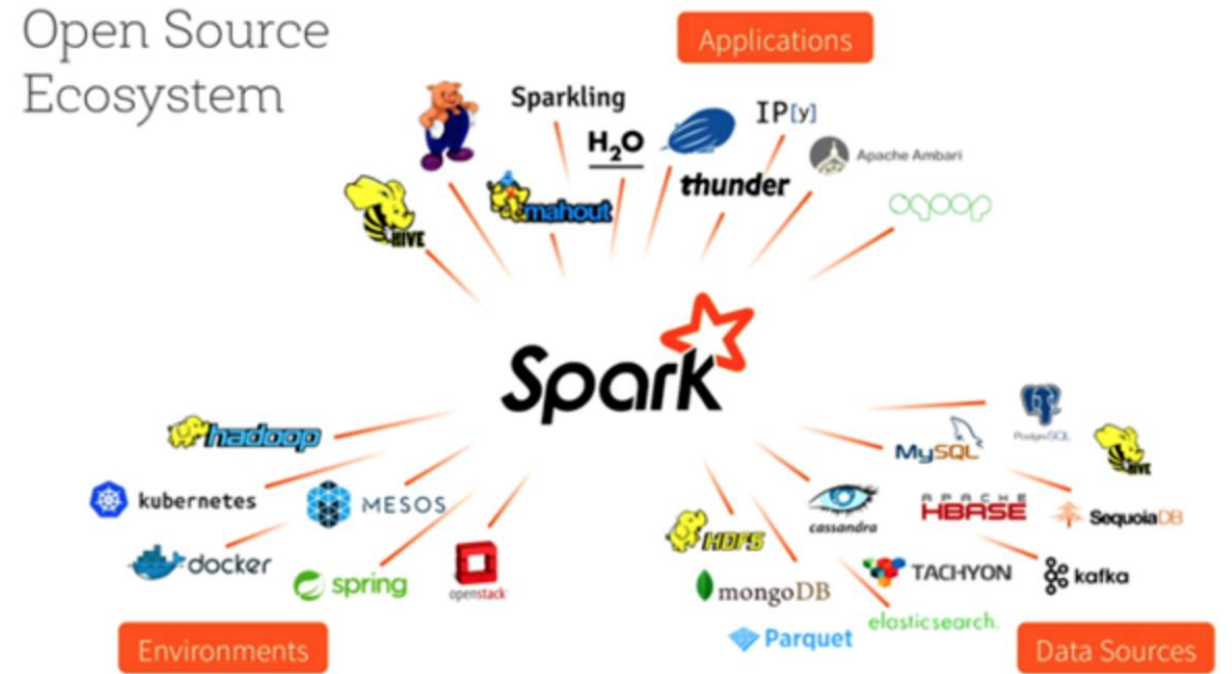 Open Source
Ecosystem
Applications
Sparkling
H₂O
IP[y]
Apache Ambari
thunder
mahout
HIVE
sqoop
Spark
hadoop
kubernetes
MESOS
docker
spring
openstack
Environments
PostgreSQL
MySQL
HIVE
cassandra
APACHE
HBASE
SequoiaDB
HDFS
TACHYON
kafka
mongoDB
elasticsearch.
Parquet
Data Sources